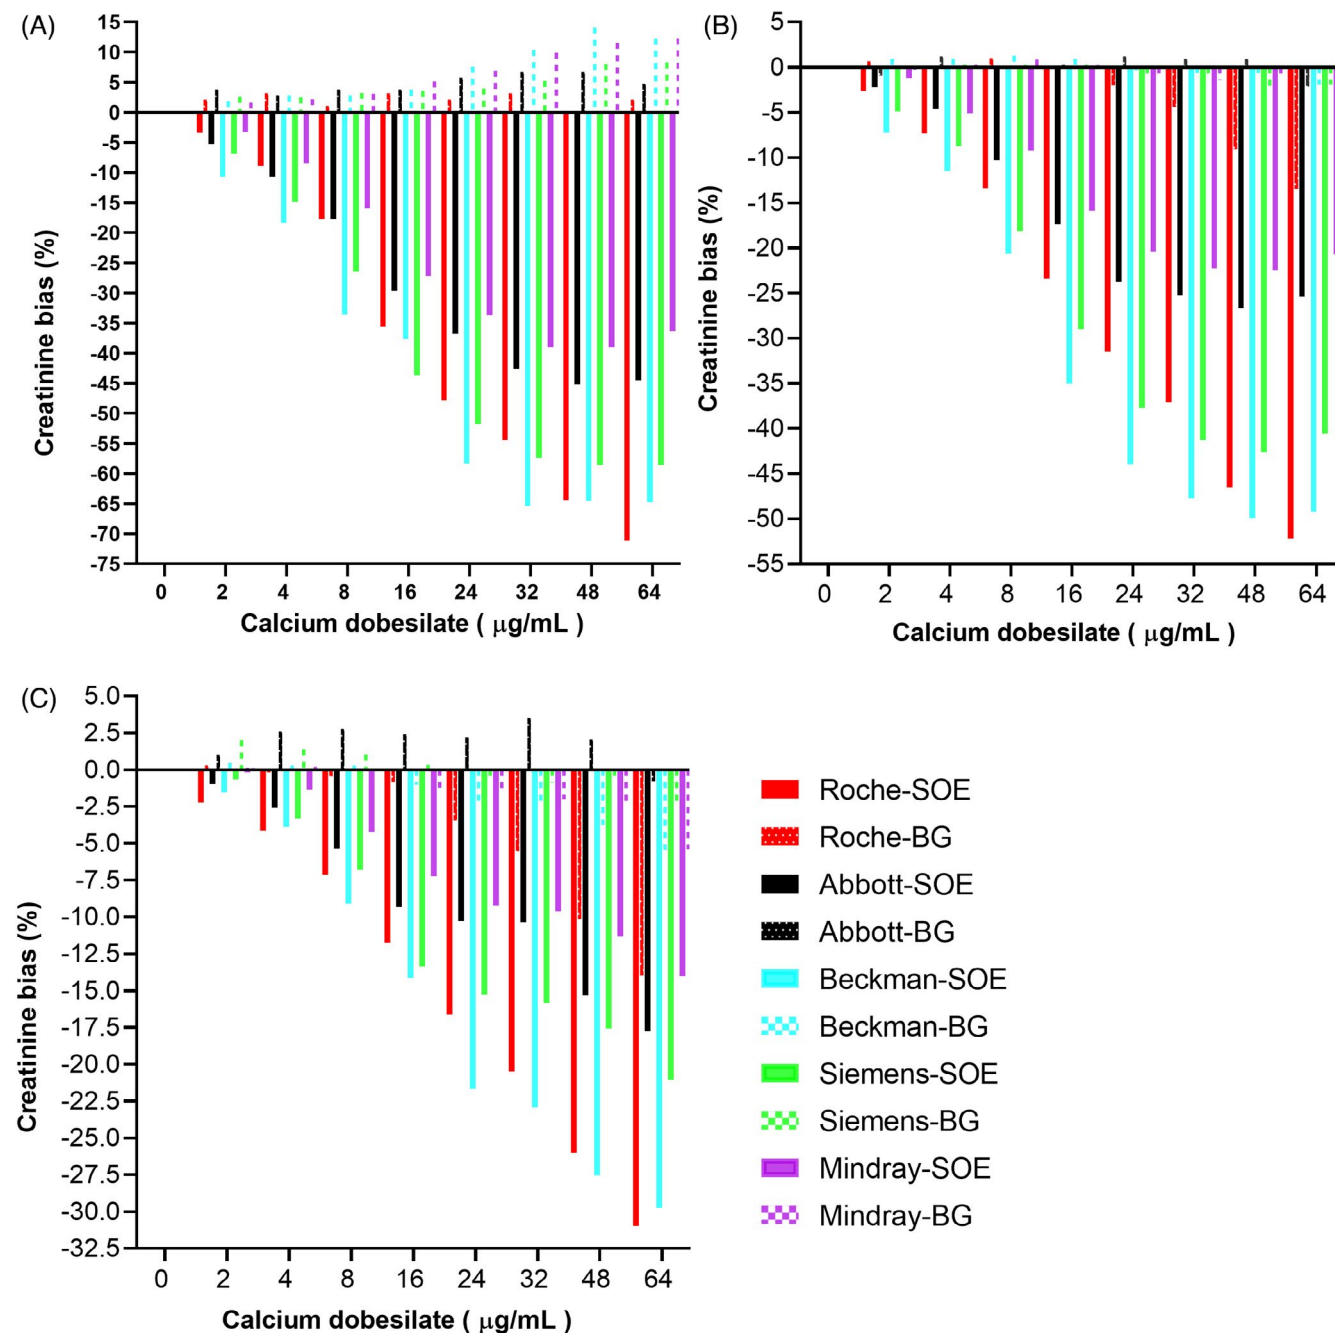 (A)
15
10
5
0
-5
-10
-15
-20
-25
-30
-35
-40
-45
-50
-55
-60
-65
-70
-75
Creatinine bias (%)
0 2 4 8 16 24 32 48 64
Calcium dobesilate ( μg/mL )
(B)
5
0
-5
-10
-15
-20
-25
-30
-35
-40
-45
-50
-55
Creatinine bias (%)
0 2 4 8 16 24 32 48 64
Calcium dobesilate ( μg/mL )
(C)
5.0
2.5
0.0
-2.5
-5.0
-7.5
-10.0
-12.5
-15.0
-17.5
-20.0
-22.5
-25.0
-27.5
-30.0
-32.5
Creatinine bias (%)
0 2 4 8 16 24 32 48 64
Calcium dobesilate ( μg/mL )
Roche-SOE
Roche-BG
Abbott-SOE
Abbott-BG
Beckman-SOE
Beckman-BG
Siemens-SOE
Siemens-BG
Mindray-SOE
Mindray-BG